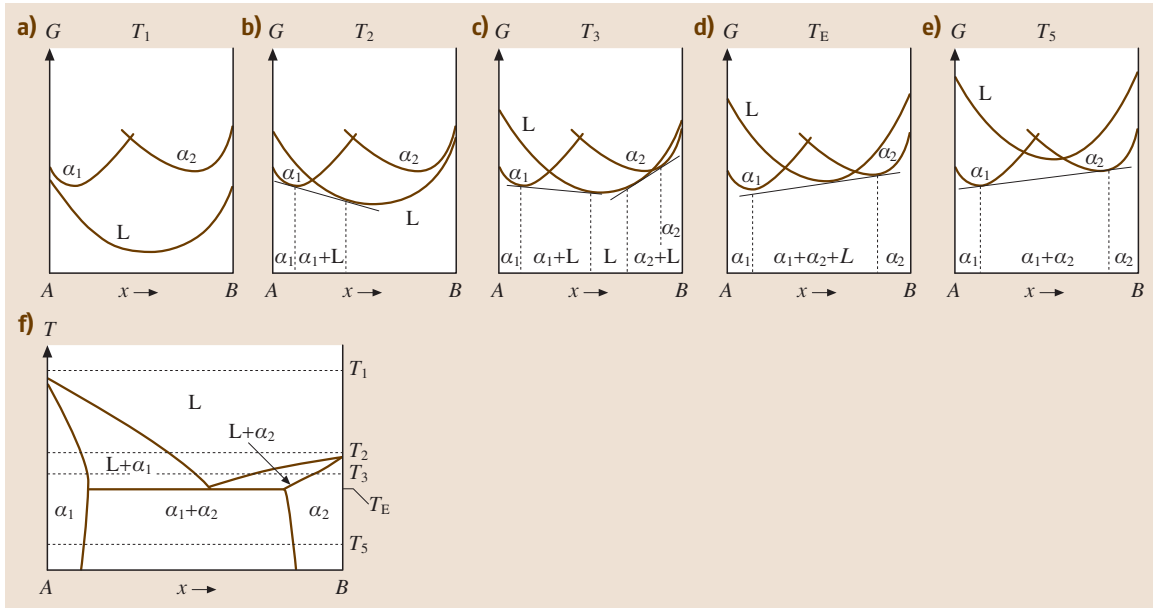 a) G T₁
α₁
α₂
L
A x B
b) G T₂
α₁
α₂
L
α₁ α₁+L
A x B
c) G T₃
L
α₁
α₂
α₂
α₁ α₁+L L α₂+L
A x B
d) G T_E
L
α₁
α₂
α₁ α₁+α₂+L α₂
A x B
e) G T₅
L
α₁
α₂
α₁ α₁+α₂ α₂
A x B
f) T
T₁
L
L+α₂
T₂
L+α₁
T₃
T_E
α₁ α₁+α₂ α₂
T₅
A x B